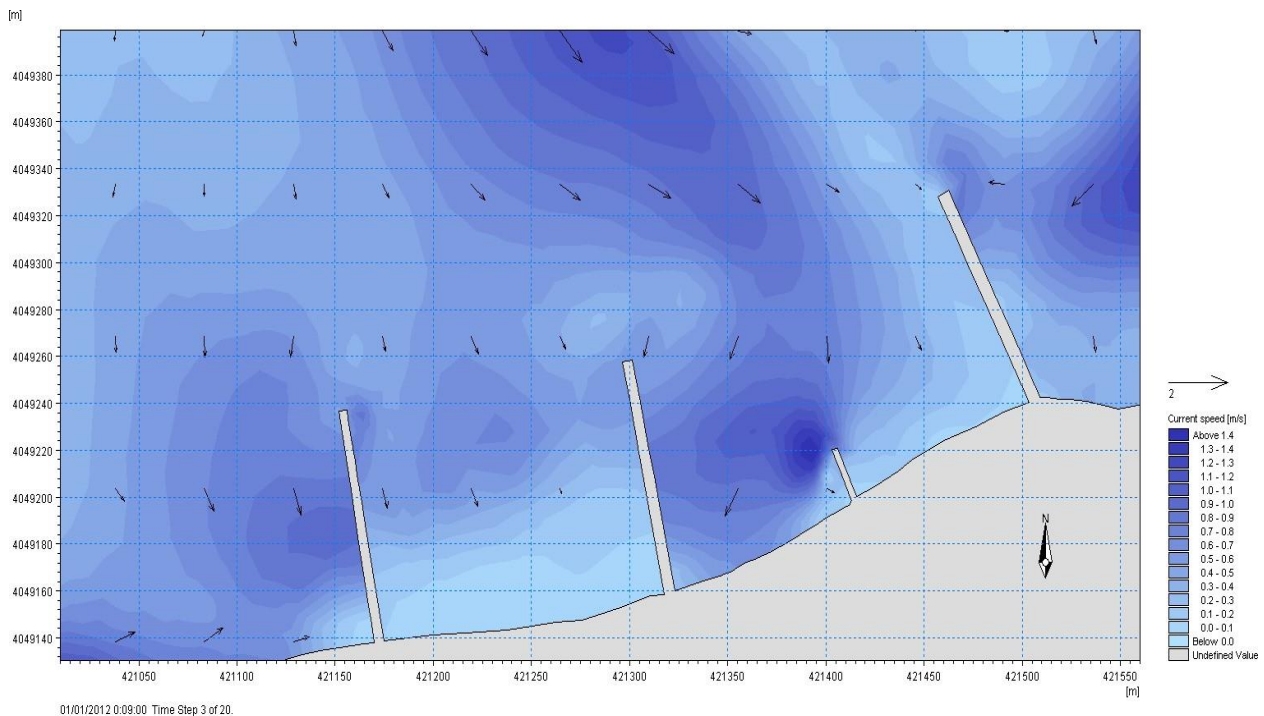 [m]
4049380
4049360
4049340
4049320
4049300
4049280
4049260
4049240
4049220
4049200
4049180
4049160
4049140
421050 421100 421150 421200 421250 421300 421350 421400 421450 421500 421550
[m]
N
2
Current speed [m/s]
Above 1.4
1.3 - 1.4
1.2 - 1.3
1.1 - 1.2
1.0 - 1.1
0.9 - 1.0
0.8 - 0.9
0.7 - 0.8
0.6 - 0.7
0.5 - 0.6
0.4 - 0.5
0.3 - 0.4
0.2 - 0.3
0.1 - 0.2
0.0 - 0.1
Below 0.0
Undefined Value
01/01/2012 0:09:00 Time Step 3 of 20.